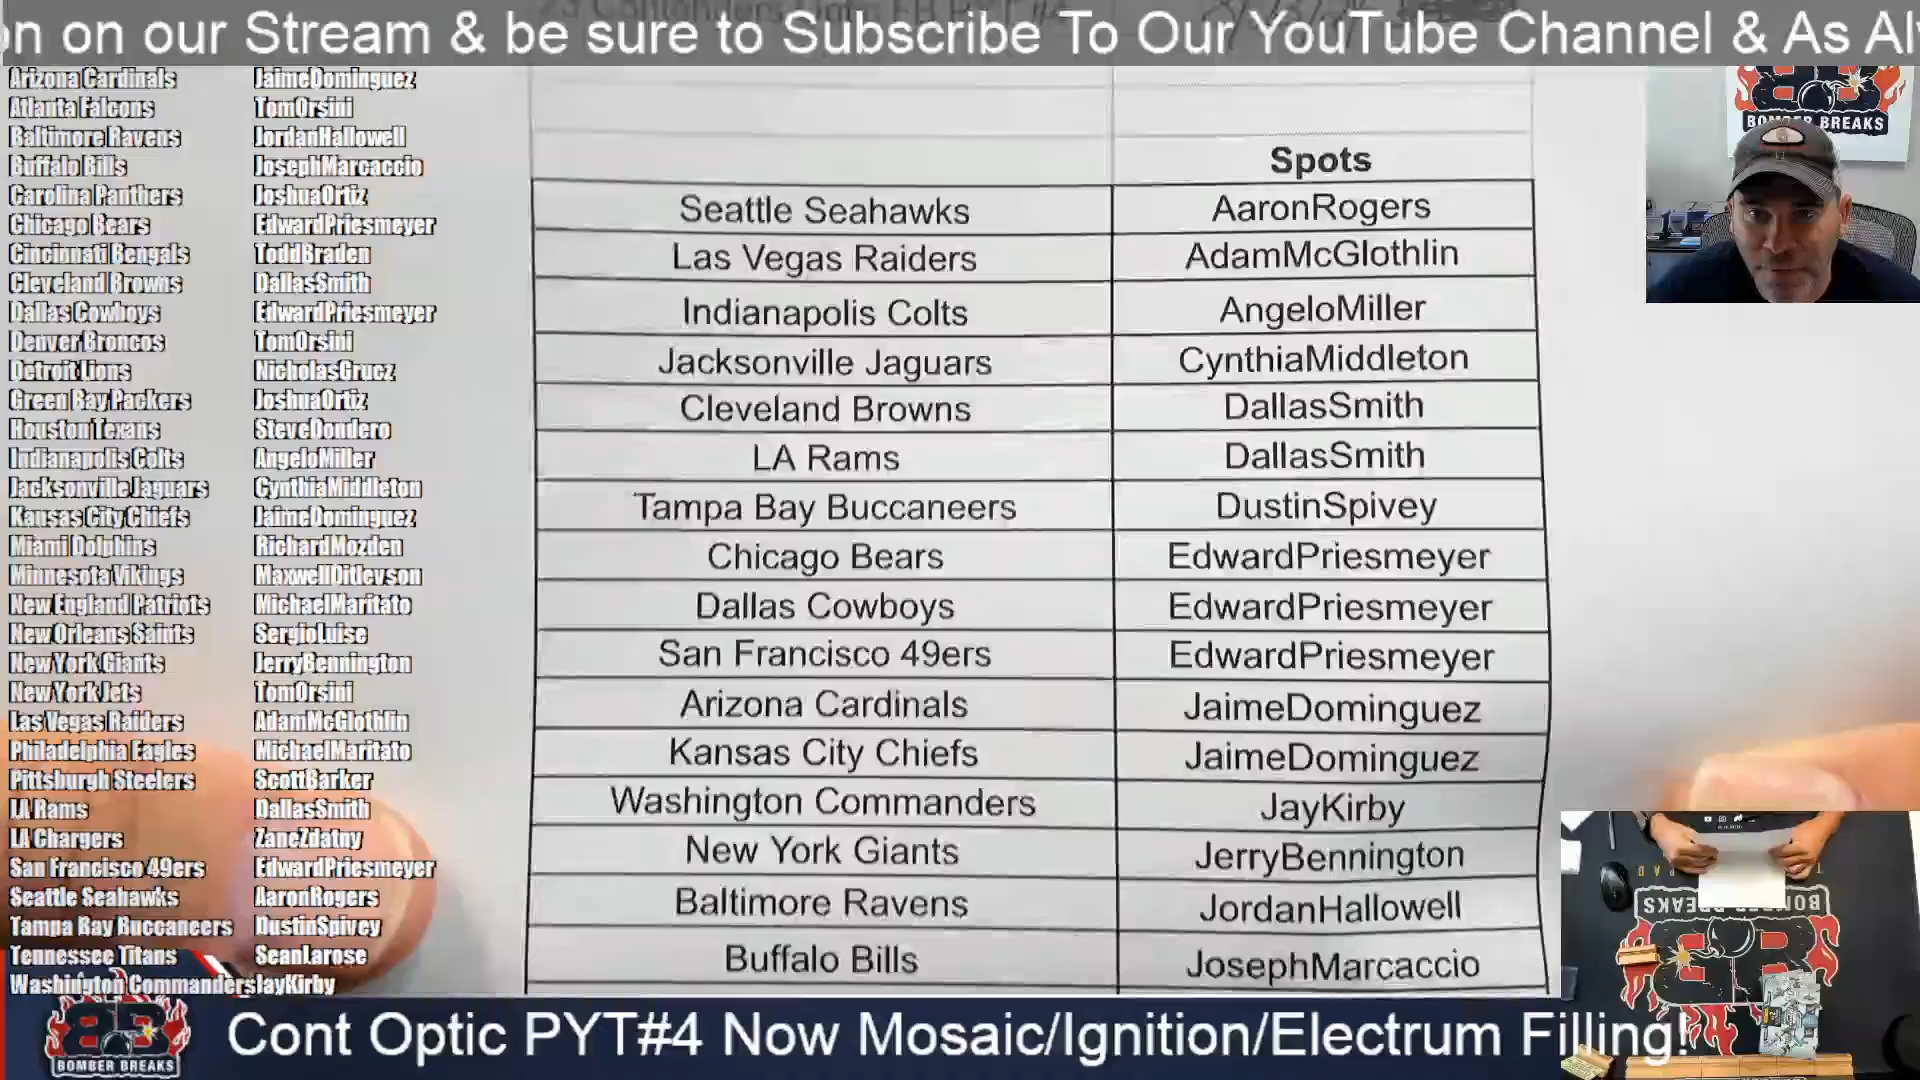 on on our Stream & be sure to Subscribe To Our YouTube Channel & As Al
Arizona Cardinals JaimeDominguez
Atlanta Falcons TomOrsini
Baltimore Ravens JordanHallowell
Buffalo Bills JosephMarcaccio
Carolina Panthers JoshuaOrtiz
Chicago Bears EdwardPriesmeyer
Cincinnati Bengals ToddBraden
Cleveland Browns DallasSmith
Dallas Cowboys EdwardPriesmeyer
Denver Broncos TomOrsini
Detroit Lions NicholasGrucz
Green Bay Packers JoshuaOrtiz
Houston Texans SteveDondero
Indianapolis Colts AngeloMiller
Jacksonville Jaguars CynthiaMiddleton
Kansas City Chiefs JaimeDominguez
Miami Dolphins RichardMozden
Minnesota Vikings MaxwellDitlevson
New England Patriots MichaelMaritato
New Orleans Saints SergioLuise
New York Giants JerryBennington
New York Jets TomOrsini
Las Vegas Raiders AdamMcGlothlin
Philadelphia Eagles MichaelMaritato
Pittsburgh Steelers ScottBarker
LA Rams DallasSmith
LA Chargers ZaneZdatny
San Francisco 49ers EdwardPriesmeyer
Seattle Seahawks AaronRogers
Tampa Bay Buccaneers DustinSpivey
Tennessee Titans SeanLarose
Washington Commanders JayKirby
Spots
Seattle Seahawks AaronRogers
Las Vegas Raiders AdamMcGlothlin
Indianapolis Colts AngeloMiller
Jacksonville Jaguars CynthiaMiddleton
Cleveland Browns DallasSmith
LA Rams DallasSmith
Tampa Bay Buccaneers DustinSpivey
Chicago Bears EdwardPriesmeyer
Dallas Cowboys EdwardPriesmeyer
San Francisco 49ers EdwardPriesmeyer
Arizona Cardinals JaimeDominguez
Kansas City Chiefs JaimeDominguez
Washington Commanders JayKirby
New York Giants JerryBennington
Baltimore Ravens JordanHallowell
Buffalo Bills JosephMarcaccio
BOMBER BREAKS
BOMBER BREAKS
BB
BOMBER BREAKS
Cont Optic PYT#4 Now Mosaic/Ignition/Electrum Filling!